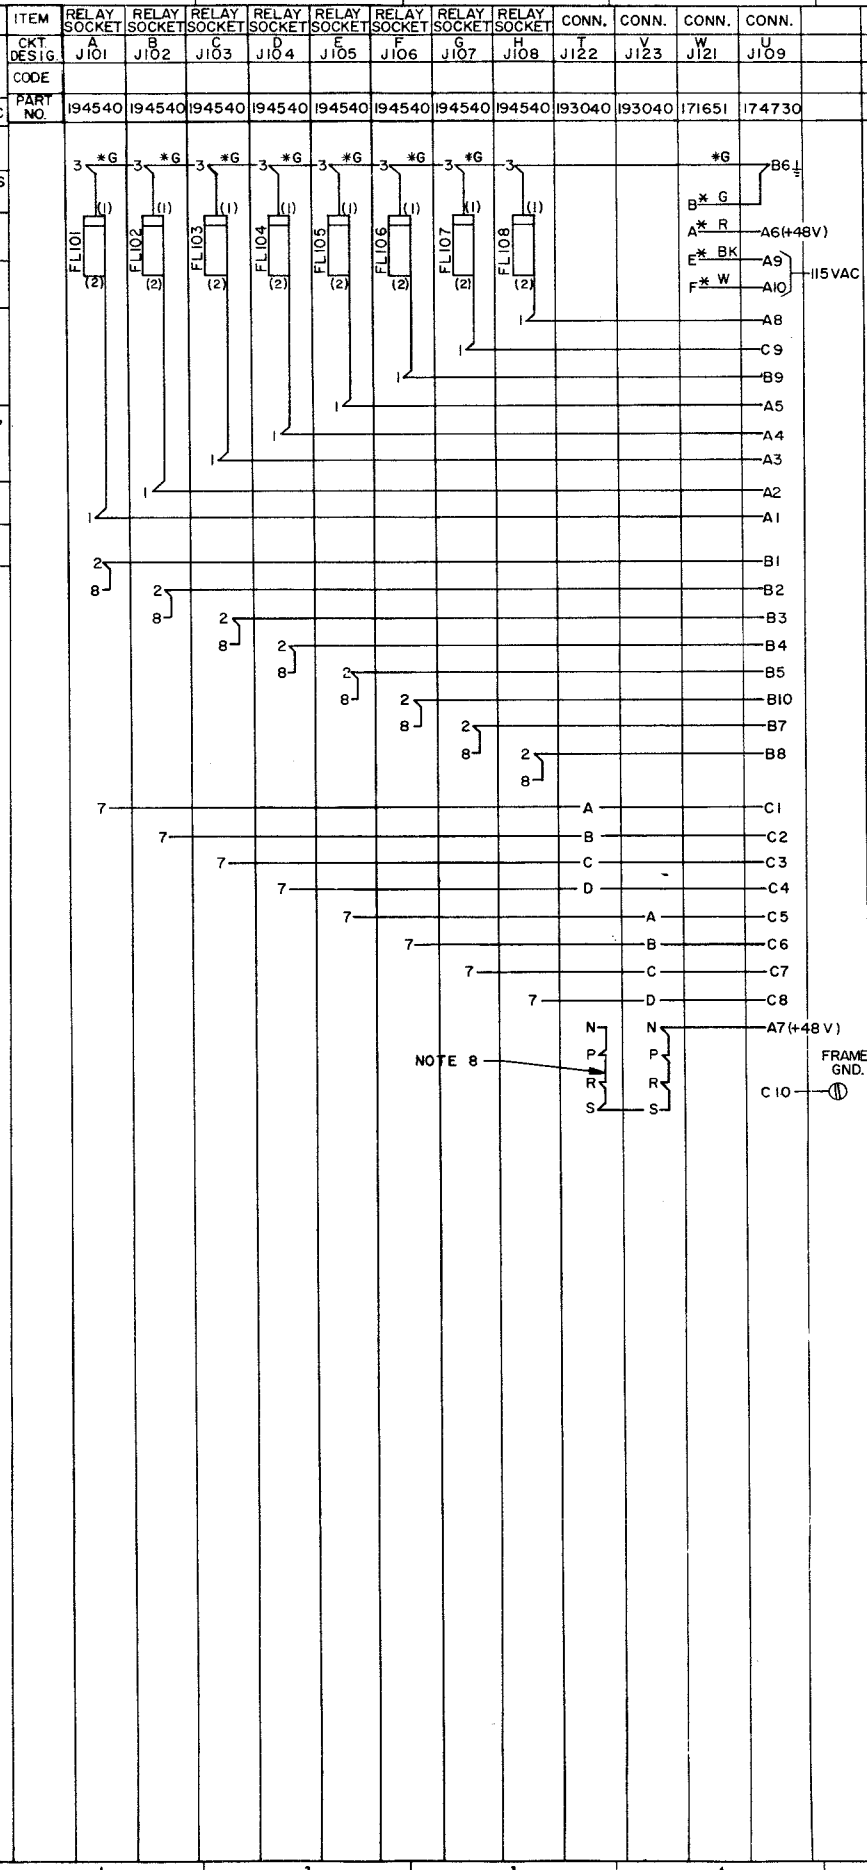 ITEM RELAY SOCKET RELAY SOCKET RELAY SOCKET RELAY SOCKET RELAY SOCKET RELAY SOCKET RELAY SOCKET RELAY SOCKET CONN. CONN. CONN. CONN.
CKT. DESIG. A J101 B J102 C J103 D J104 E J105 F J106 G J107 H J108 T J122 V J123 W J121 U J109
CODE
PART NO. 194540 194540 194540 194540 194540 194540 194540 194540 193040 193040 171651 174730
3 *G 3 *G 3 *G 3 *G 3 *G 3 *G 3 *G 3 *G B6
B * G
(1) (1) (1) (1) (1) (1) (1) (1)
A * R A6(+48V)
FL101 FL102 FL103 FL104 FL105 FL106 FL107 FL108
E * BK A9
115VAC
(2) (2) (2) (2) (2) (2) (2) (2)
F * W A10
1 A8
1 C9
1 B9
1 A5
1 A4
1 A3
1 A2
1 A1
2 B1
8 2 B2
8 2 B3
8 2 B4
8 2 B5
8 2 B10
8 2 B7
8 2 B8
8
7 A C1
7 B C2
7 C C3
7 D C4
7 A C5
7 B C6
7 C C7
7 D C8
N N A7(+48V)
NOTE 8 P P FRAME GND.
R R C10
S S